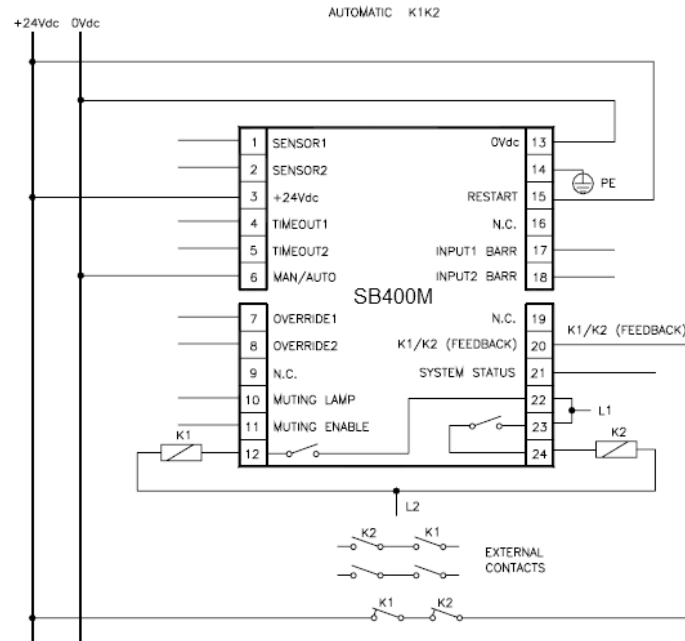 AUTOMATIC K1K2
+24Vdc 0Vdc
1 SENSOR1
2 SENSOR2
3 +24Vdc
4 TIMEOUT1
5 TIMEOUT2
6 MAN/AUTO
0Vdc 13
14 PE
RESTART 15
N.C. 16
INPUT1 BARR 17
INPUT2 BARR 18
SB400M
7 OVERRIDE1
8 OVERRIDE2
9 N.C.
10 MUTING LAMP
11 MUTING ENABLE
K1 12
N.C. 19
K1/K2 (FEEDBACK) 20 K1/K2 (FEEDBACK)
SYSTEM STATUS 21
22
L1
23
24 K2
L2
K2 K1
EXTERNAL
CONTACTS
K1 K2